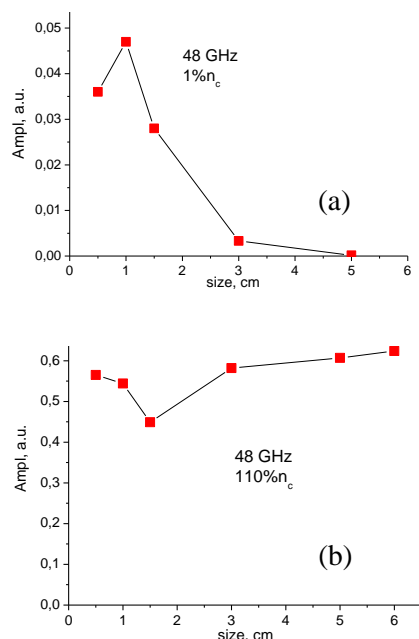 0,05
0,04
0,03
0,02
0,01
0,00
Ampl, a.u.
48 GHz
1%n_c
(a)
0 1 2 3 4 5 6
size, cm
0,6
0,5
0,4
0,3
0,2
0,1
0,0
Ampl, a.u.
48 GHz
110%n_c
(b)
0 1 2 3 4 5 6
size, cm